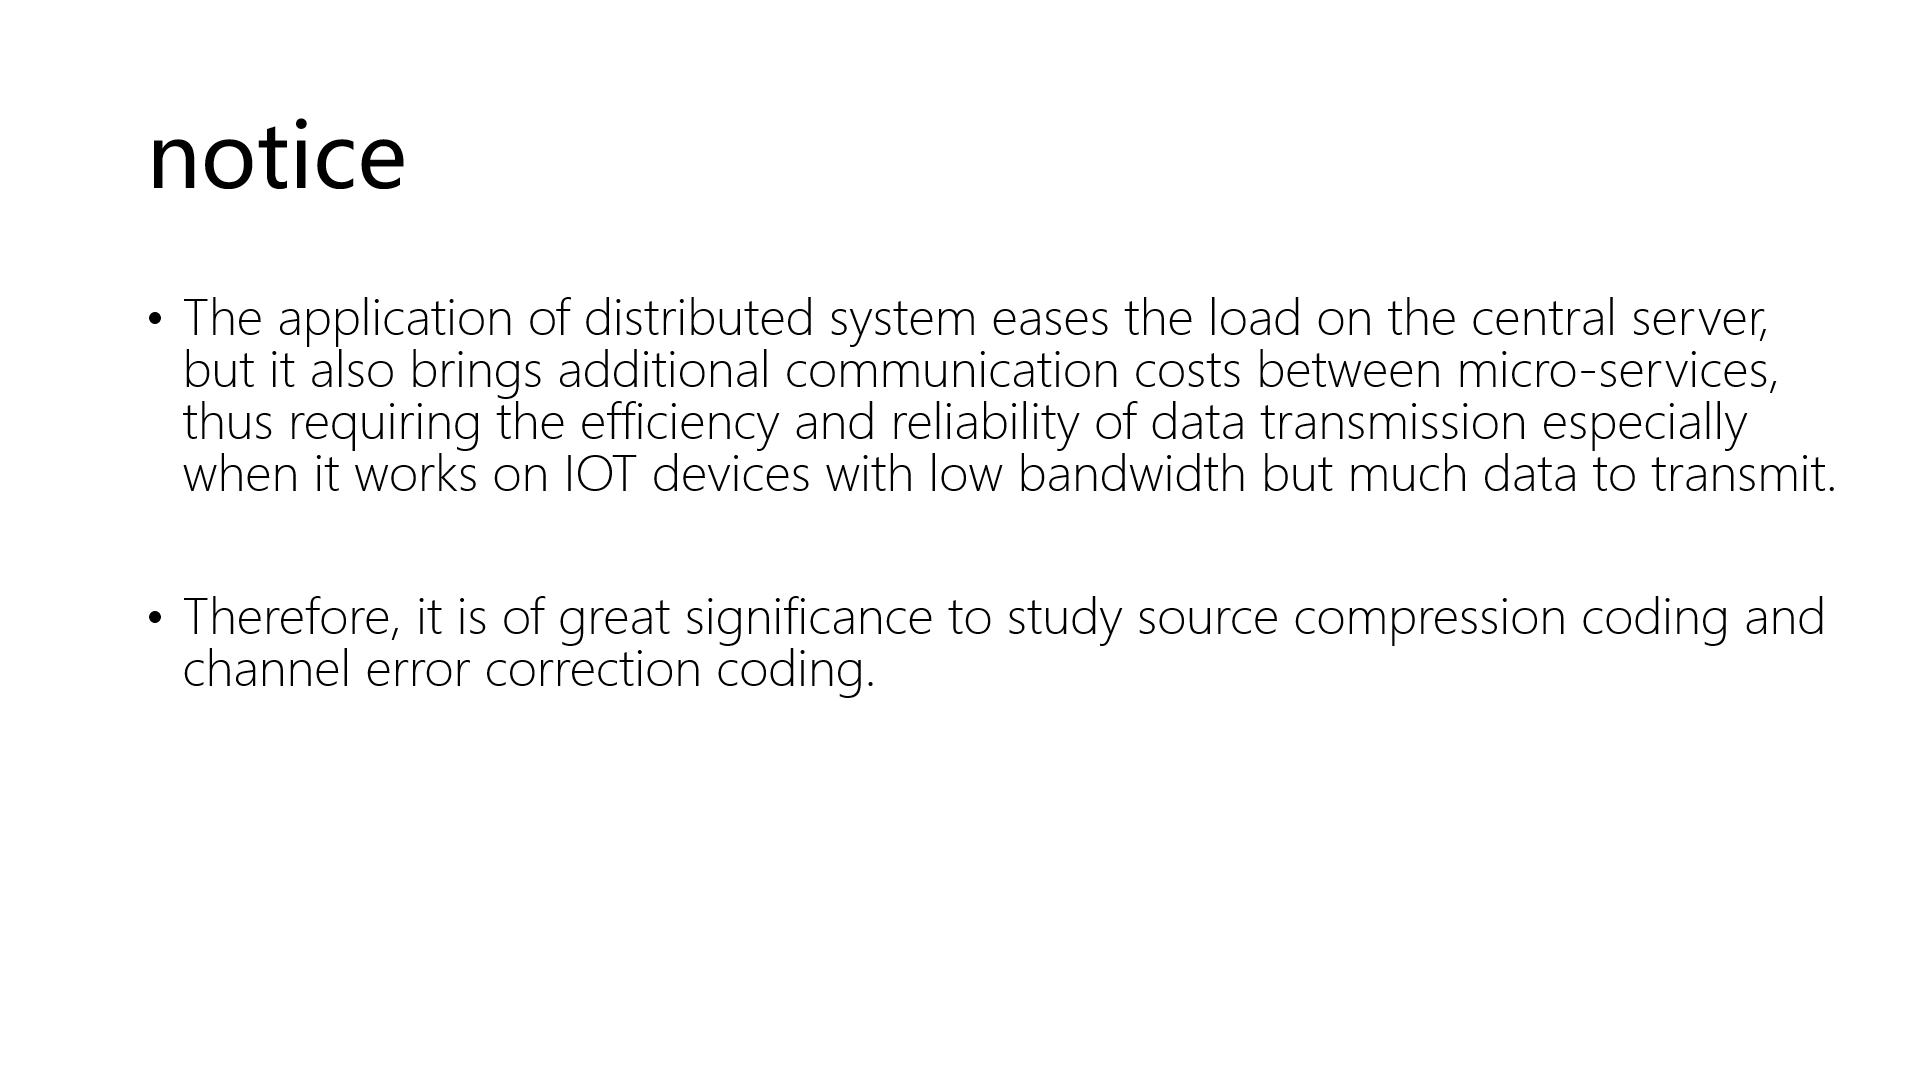 notice
• The application of distributed system eases the load on the central server,
but it also brings additional communication costs between micro-services,
thus requiring the efficiency and reliability of data transmission especially
when it works on IOT devices with low bandwidth but much data to transmit.
• Therefore, it is of great significance to study source compression coding and
channel error correction coding.